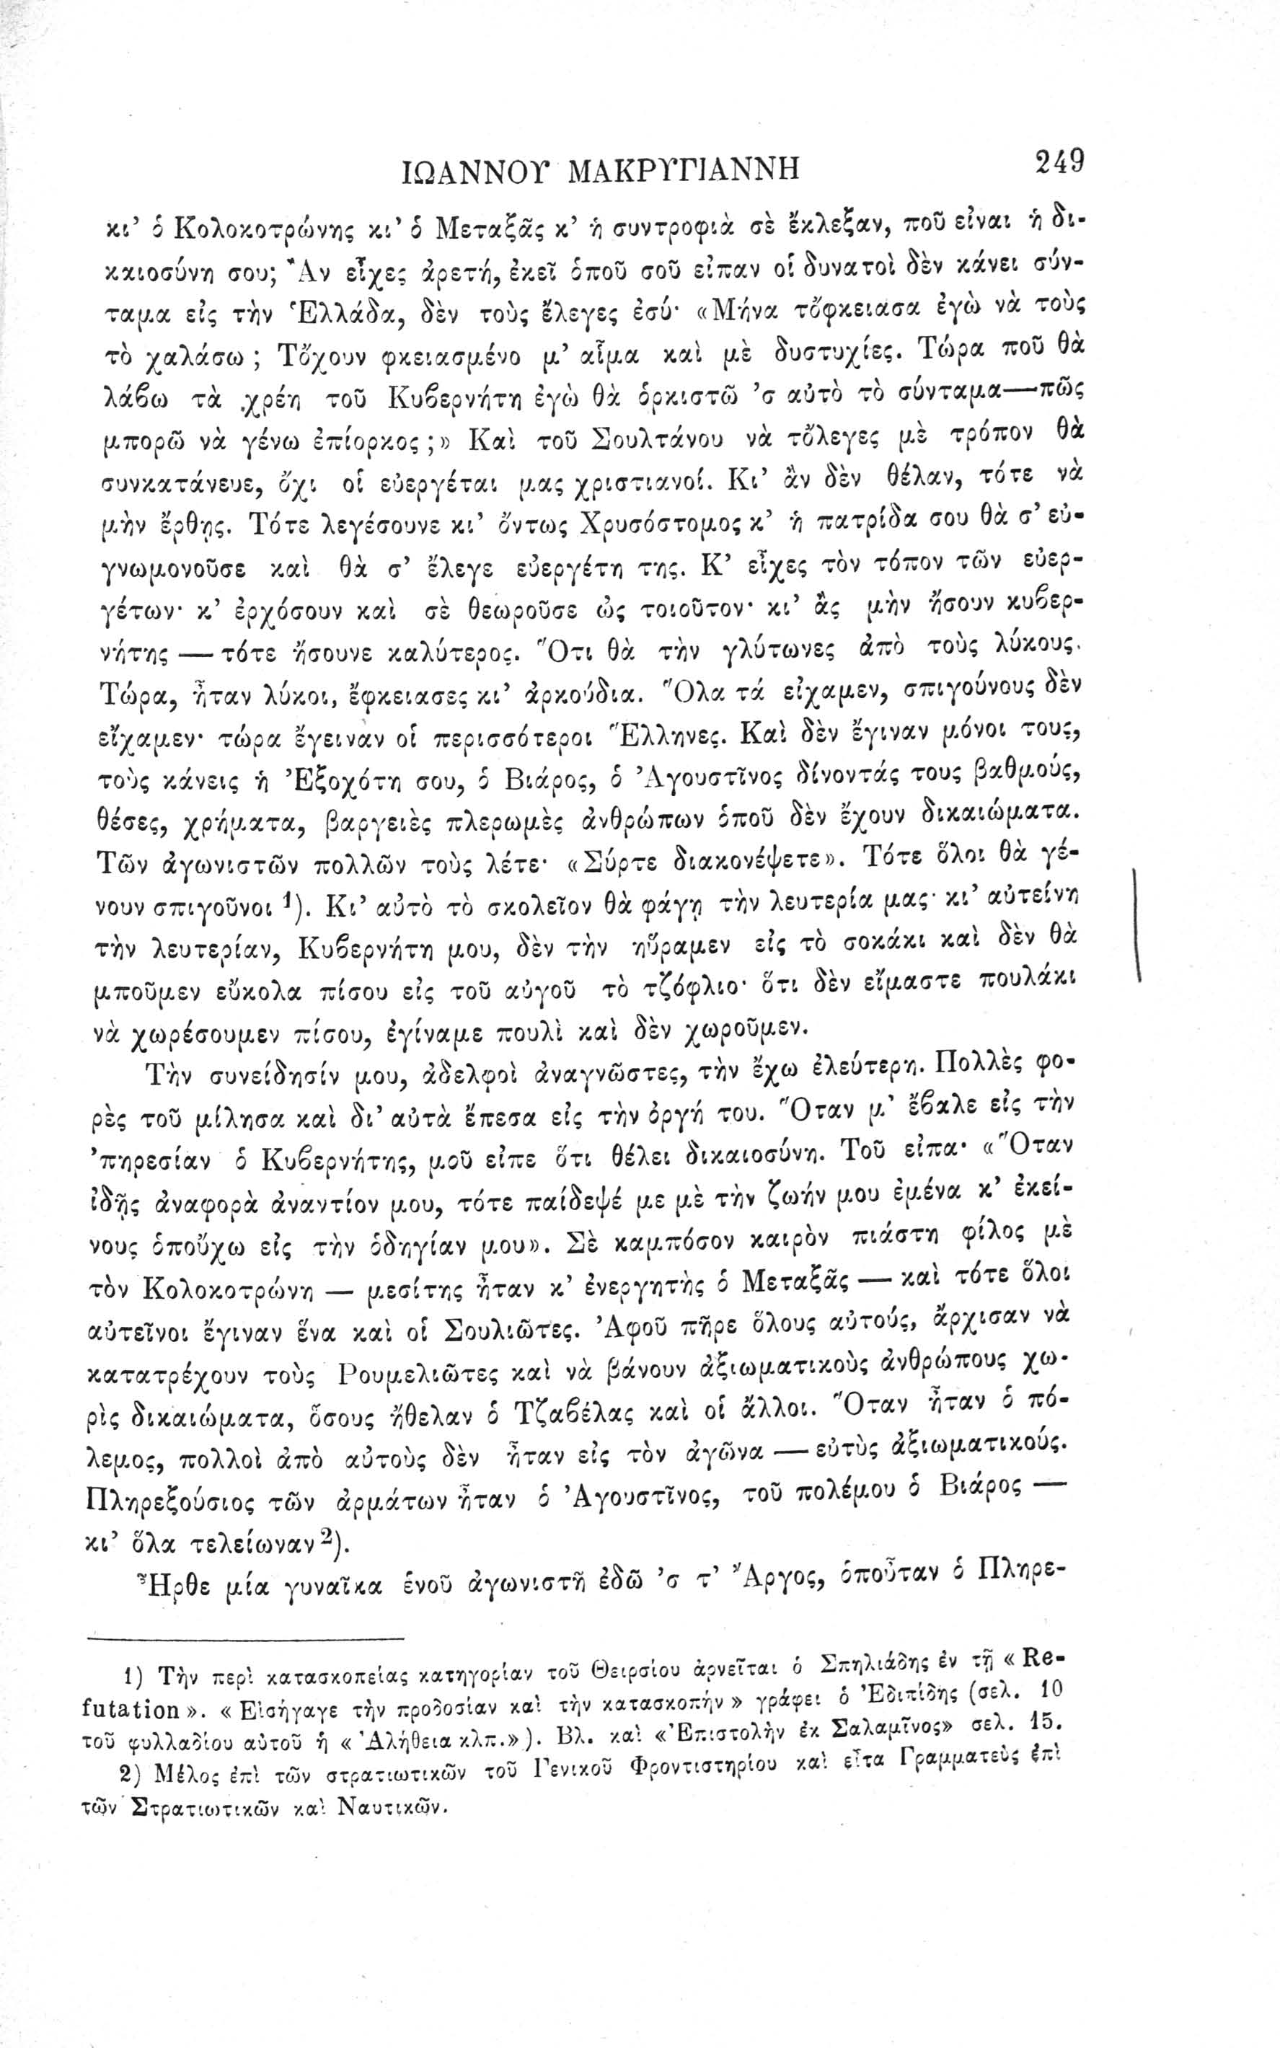 ΙΩΑΝΝΟΥ ΜΑΚΡΥΓΙΑΝΝΗ 249
κι’ ὁ Κολοκοτρώνης κι’ ὁ Μεταξᾶς κ’ ἡ συντροφιὰ σὲ ἔκλεξαν, ποῦ εἶναι ἡ δι-
καιοσύνη σου; Ἂν εἶχες ἀρετή, ἐκεῖ ὁποῦ σοῦ εἶπαν οἱ δυνατοὶ δὲν κάνει σύν-
ταμα εἰς τὴν Ἑλλάδα, δὲν τοὺς ἔλεγες ἐσύ· «Μήνα τὄφκειασα ἐγὼ νὰ τοὺς
τὸ χαλάσω ; Τὄχουν φκειασμένο μ’ αἷμα καὶ μὲ δυστυχίες. Τώρα ποῦ θὰ
λάβω τὰ χρέη τοῦ Κυβερνήτη ἐγὼ θὰ ὁρκιστῶ ’σ αὐτὸ τὸ σύνταμα—πῶς
μπορῶ νὰ γένω ἐπίορκος ;» Καὶ τοῦ Σουλτάνου νὰ τὄλεγες μὲ τρόπον θὰ
συνκατάνευε, ὄχι οἱ εὐεργέται μας χριστιανοί. Κι’ ἂν δὲν θέλαν, τότε νὰ
μὴν ἔρθῃς. Τότε λεγέσουνε κι’ ὄντως Χρυσόστομος κ’ ἡ πατρίδα σου θὰ σ’ εὐ-
γνωμονοῦσε καὶ θὰ σ’ ἔλεγε εὐεργέτη της. Κ’ εἶχες τὸν τόπον τῶν εὐερ-
γέτων· κ’ ἐρχόσουν καὶ σὲ θεωροῦσε ὡς τοιοῦτον· κι’ ἂς μὴν ἤσουν κυβερ-
νήτης — τότε ἤσουνε καλύτερος. Ὅτι θὰ τὴν γλύτωνες ἀπὸ τοὺς λύκους.
Τώρα, ἦταν λύκοι, ἔφκειασες κι’ ἀρκούδια. Ὅλα τά εἴχαμεν, σπιγούνους δὲν
εἴχαμεν· τώρα ἔγειναν οἱ περισσότεροι Ἕλληνες. Καὶ δὲν ἔγιναν μόνοι τους,
τοὺς κάνεις ἡ Ἐξοχότη σου, ὁ Βιάρος, ὁ Ἀγουστῖνος δίνοντάς τους βαθμούς,
θέσες, χρήματα, βαργειὲς πλερωμὲς ἀνθρώπων ὁποῦ δὲν ἔχουν δικαιώματα.
Τῶν ἀγωνιστῶν πολλῶν τοὺς λέτε· «Σύρτε διακονέψετε». Τότε ὅλοι θὰ γέ-
νουν σπιγοῦνοι ¹). Κι’ αὐτὸ τὸ σκολεῖον θὰ φάγῃ τὴν λευτερία μας· κι’ αὐτείνη
τὴν λευτερίαν, Κυβερνήτη μου, δὲν τὴν ηὕραμεν εἰς τὸ σοκάκι καὶ δὲν θὰ
μποῦμεν εὔκολα πίσου εἰς τοῦ αὐγοῦ τὸ τζόφλιο· ὅτι δὲν εἴμαστε πουλάκι
νὰ χωρέσουμεν πίσου, ἐγίναμε πουλὶ καὶ δὲν χωροῦμεν.
Τὴν συνείδησίν μου, ἀδελφοὶ ἀναγνῶστες, τὴν ἔχω ἐλεύτερη. Πολλὲς φο-
ρὲς τοῦ μίλησα καὶ δι’ αὐτὰ ἔπεσα εἰς τὴν ὀργή του. Ὅταν μ’ ἔβαλε εἰς τὴν
’πηρεσίαν ὁ Κυβερνήτης, μοῦ εἶπε ὅτι θέλει δικαιοσύνη. Τοῦ εἶπα· «Ὅταν
ἰδῇς ἀναφορὰ ἀναντίον μου, τότε παίδεψέ με μὲ τὴν ζωήν μου ἐμένα κ’ ἐκεί-
νους ὁποὔχω εἰς τὴν ὁδηγίαν μου». Σὲ καμπόσον καιρὸν πιάστη φίλος μὲ
τὸν Κολοκοτρώνη — μεσίτης ἦταν κ’ ἐνεργητὴς ὁ Μεταξᾶς — καὶ τότε ὅλοι
αὐτεῖνοι ἔγιναν ἕνα καὶ οἱ Σουλιῶτες. Ἀφοῦ πῆρε ὅλους αὐτούς, ἄρχισαν νὰ
κατατρέχουν τοὺς Ρουμελιῶτες καὶ νὰ βάνουν ἀξιωματικοὺς ἀνθρώπους χω-
ρὶς δικαιώματα, ὅσους ἤθελαν ὁ Τζαβέλας καὶ οἱ ἄλλοι. Ὅταν ἦταν ὁ πό-
λεμος, πολλοὶ ἀπὸ αὐτοὺς δὲν ἦταν εἰς τὸν ἀγῶνα — εὐτὺς ἀξιωματικούς.
Πληρεξούσιος τῶν ἀρμάτων ἦταν ὁ Ἀγουστῖνος, τοῦ πολέμου ὁ Βιάρος —
κι’ ὅλα τελείωναν ²).
Ἦρθε μία γυναῖκα ἑνοῦ ἀγωνιστῆ ἐδῶ ’σ τ’ Ἄργος, ὁποὖταν ὁ Πληρε-
1) Τὴν περὶ κατασκοπείας κατηγορίαν τοῦ Θειρσίου ἀρνεῖται ὁ Σπηλιάδης ἐν τῇ « Re-
futation ». « Εἰσήγαγε τὴν προδοσίαν καὶ τὴν κατασκοπήν » γράφει ὁ Ἐδιπίδης (σελ. 10
τοῦ φυλλαδίου αὐτοῦ ἡ « Ἀλήθεια κλπ.»). Βλ. καὶ «Ἐπιστολὴν ἐκ Σαλαμῖνος» σελ. 15.
2) Μέλος ἐπὶ τῶν στρατιωτικῶν τοῦ Γενικοῦ Φροντιστηρίου καὶ εἶτα Γραμματεὺς ἐπὶ
τῶν Στρατιωτικῶν καὶ Ναυτικῶν.